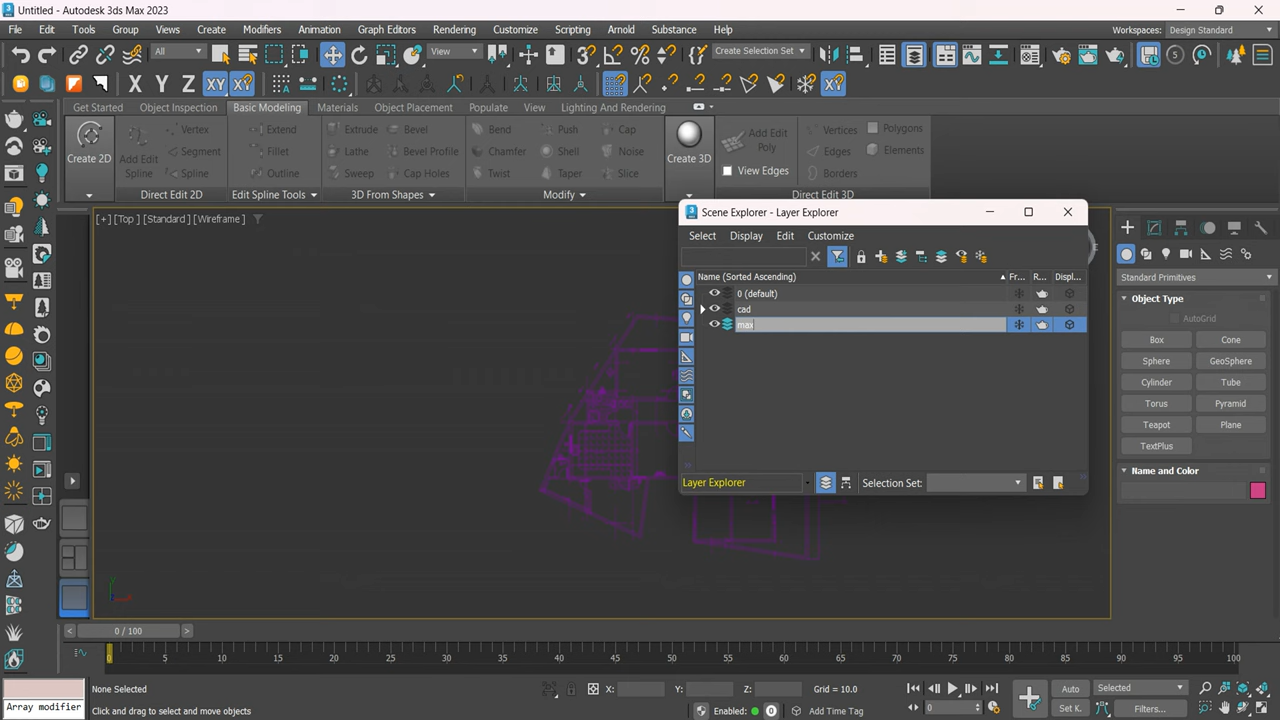 Untitled - Autodesk 3ds Max 2023
File Edit Tools Group Views Create Modifiers Animation Graph Editors Rendering Customize Scripting Arnold Substance Help Workspaces: Design Standard
All View Create Selection Set
X Y Z XY
Get Started Object Inspection Basic Modeling Materials Object Placement Populate View Lighting And Rendering
Create 2D Add Edit Spline Vertex Segment Spline Extend Fillet Outline Extrude Lathe Sweep Bevel Bevel Profile Cap Holes Bend Chamfer Twist Push Shell Taper Cap Noise Slice Create 3D Add Edit Poly View Edges Vertices Edges Borders Polygons Elements
Direct Edit 2D Edit Spline Tools 3D From Shapes Modify Direct Edit 3D
[+] [Top ] [Standard ] [Wireframe ]
Scene Explorer - Layer Explorer
Select Display Edit Customize
Name (Sorted Ascending) Fr... R... Displ...
0 (default)
cad
max
Layer Explorer Selection Set:
Standard Primitives
Object Type
AutoGrid
Box Cone
Sphere GeoSphere
Cylinder Tube
Torus Pyramid
Teapot Plane
TextPlus
Name and Color
< 0 / 100 >
0 5 10 15 20 25 30 35 40 45 50 55 60 65 70 75 80 85 90 95 100
None Selected X: Y: Z: Grid = 10.0 Auto Selected
Array modifier Click and drag to select and move objects Enabled: 0 Add Time Tag 0 Set K. Filters...